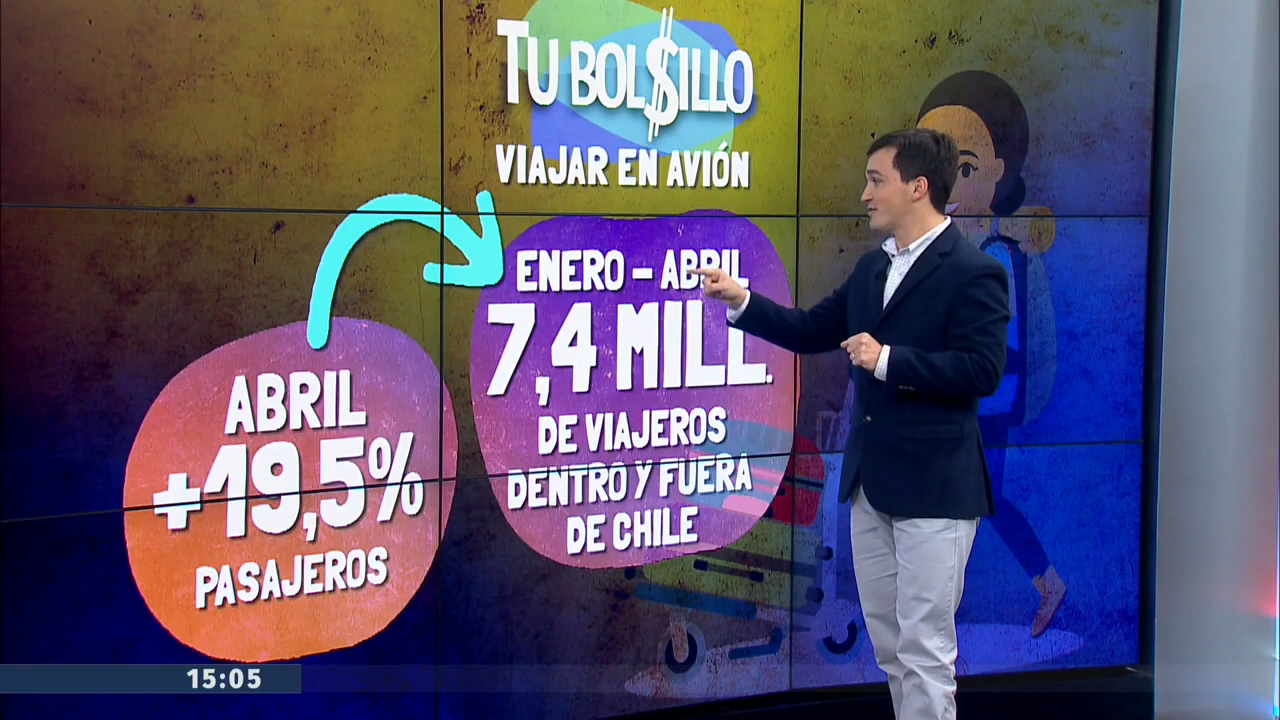 TU BOL$ILLO
VIAJAR EN AVIÓN
ABRIL
+19,5%
PASAJEROS
ENERO – ABRIL
7,4 MILL.
DE VIAJEROS
DENTRO Y FUERA
DE CHILE
15:05